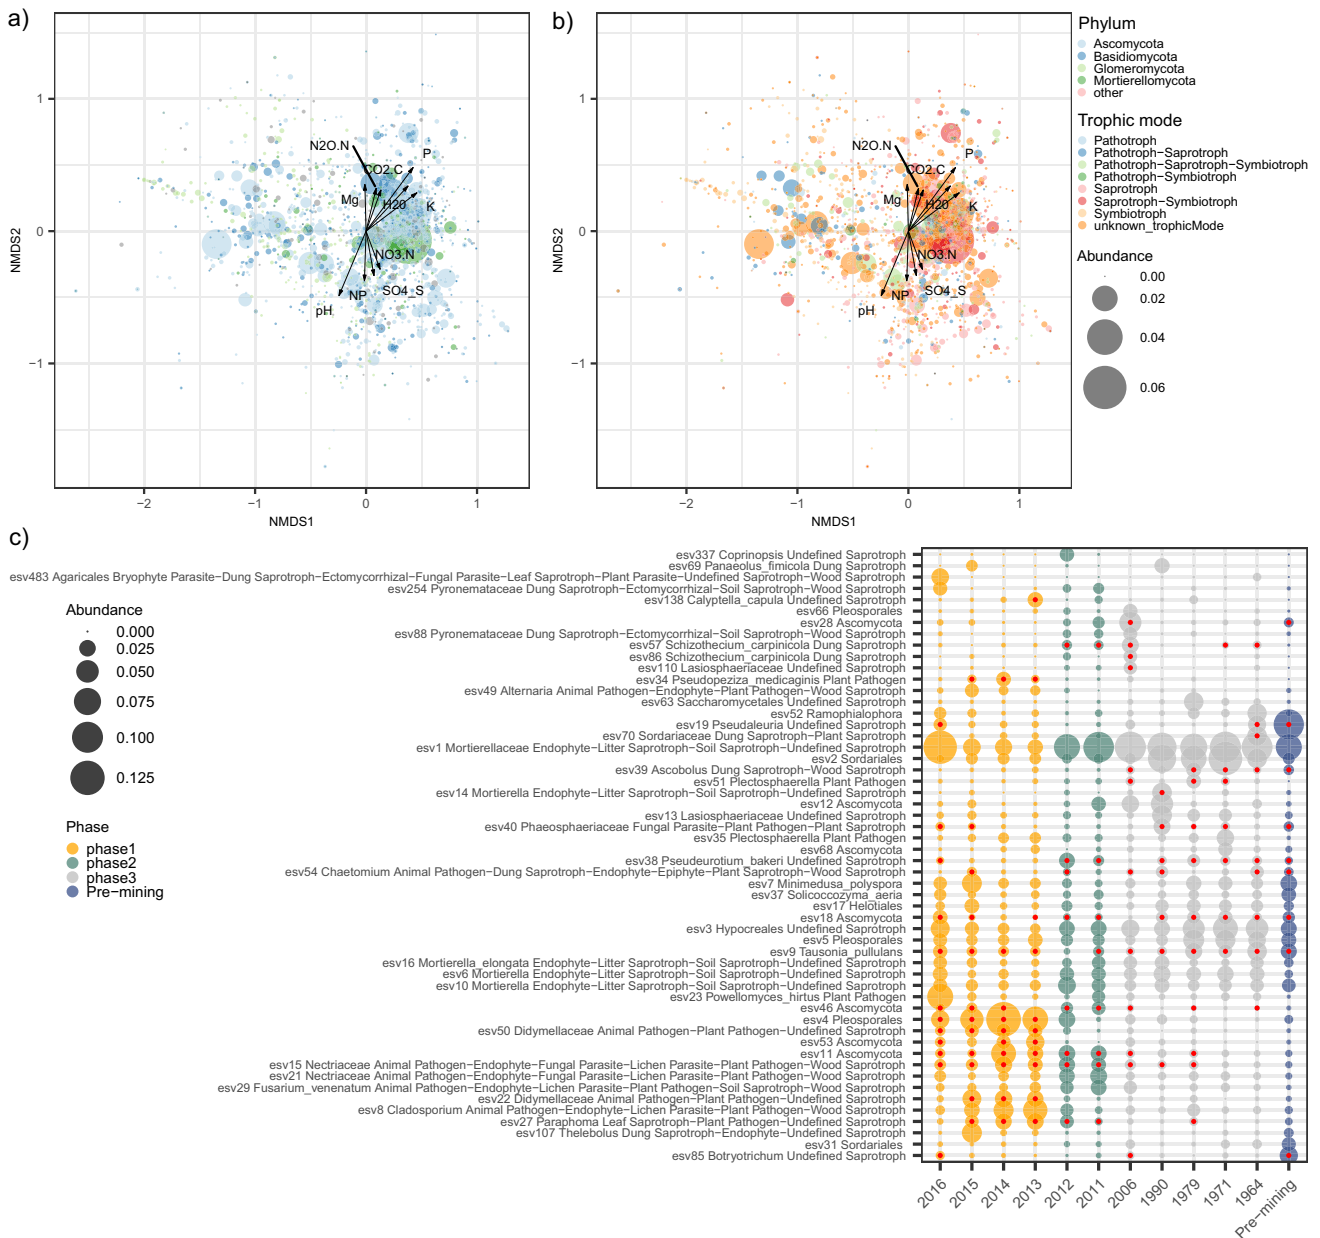 a)
b)
N2O.N
CO2.C
P
Mg
H20
K
NO3.N
NP
SO4_S
pH
1
0
−1
NMDS2
−2
−1
0
1
NMDS1
N2O.N
CO2.C
P
Mg
H20
K
NO3.N
NP
SO4_S
pH
1
0
−1
NMDS2
−2
−1
0
1
NMDS1
Phylum
Ascomycota
Basidiomycota
Glomeromycota
Mortierellomycota
other
Trophic mode
Pathotroph
Pathotroph−Saprotroph
Pathotroph−Saprotroph−Symbiotroph
Pathotroph−Symbiotroph
Saprotroph
Saprotroph−Symbiotroph
Symbiotroph
unknown_trophicMode
Abundance
0.00
0.02
0.04
0.06
c)
esv337 Coprinopsis Undefined Saprotroph
esv69 Panaeolus_fimicola Dung Saprotroph
esv483 Agaricales Bryophyte Parasite−Dung Saprotroph−Ectomycorrhizal−Fungal Parasite−Leaf Saprotroph−Plant Parasite−Undefined Saprotroph−Wood Saprotroph
esv254 Pyronemataceae Dung Saprotroph−Ectomycorrhizal−Soil Saprotroph−Wood Saprotroph
esv138 Calyptella_capula Undefined Saprotroph
esv66 Pleosporales
esv28 Ascomycota
esv88 Pyronemataceae Dung Saprotroph−Ectomycorrhizal−Soil Saprotroph−Wood Saprotroph
esv57 Schizothecium_carpinicola Dung Saprotroph
esv86 Schizothecium_carpinicola Dung Saprotroph
esv110 Lasiosphaeriaceae Undefined Saprotroph
esv34 Pseudopeziza_medicaginis Plant Pathogen
esv49 Alternaria Animal Pathogen−Endophyte−Plant Pathogen−Wood Saprotroph
esv63 Saccharomycetales Undefined Saprotroph
esv52 Ramophialophora
esv19 Pseudaleuria Undefined Saprotroph
esv70 Sordariaceae Dung Saprotroph−Plant Saprotroph
esv1 Mortierellaceae Endophyte−Litter Saprotroph−Soil Saprotroph−Undefined Saprotroph
esv2 Sordariales
esv39 Ascobolus Dung Saprotroph−Wood Saprotroph
esv51 Plectosphaerella Plant Pathogen
esv14 Mortierella Endophyte−Litter Saprotroph−Soil Saprotroph−Undefined Saprotroph
esv12 Ascomycota
esv13 Lasiosphaeriaceae Undefined Saprotroph
esv40 Phaeosphaeriaceae Fungal Parasite−Plant Pathogen−Plant Saprotroph
esv35 Plectosphaerella Plant Pathogen
esv68 Ascomycota
esv38 Pseudeurotium_bakeri Undefined Saprotroph
esv54 Chaetomium Animal Pathogen−Dung Saprotroph−Endophyte−Epiphyte−Plant Saprotroph−Wood Saprotroph
esv7 Minimedusa_polyspora
esv37 Solicoccozyma_aeria
esv17 Helotiales
esv18 Ascomycota
esv3 Hypocreales Undefined Saprotroph
esv5 Pleosporales
esv9 Tausonia_pullulans
esv16 Mortierella_elongata Endophyte−Litter Saprotroph−Soil Saprotroph−Undefined Saprotroph
esv6 Mortierella Endophyte−Litter Saprotroph−Soil Saprotroph−Undefined Saprotroph
esv10 Mortierella Endophyte−Litter Saprotroph−Soil Saprotroph−Undefined Saprotroph
esv23 Powellomyces_hirtus Plant Pathogen
esv46 Ascomycota
esv4 Pleosporales
esv50 Didymellaceae Animal Pathogen−Plant Pathogen−Undefined Saprotroph
esv53 Ascomycota
esv11 Ascomycota
esv15 Nectriaceae Animal Pathogen−Endophyte−Fungal Parasite−Lichen Parasite−Plant Pathogen−Wood Saprotroph
esv21 Nectriaceae Animal Pathogen−Endophyte−Fungal Parasite−Lichen Parasite−Plant Pathogen−Wood Saprotroph
esv29 Fusarium_venenatum Animal Pathogen−Endophyte−Lichen Parasite−Plant Pathogen−Soil Saprotroph−Wood Saprotroph
esv22 Didymellaceae Animal Pathogen−Plant Pathogen−Undefined Saprotroph
esv8 Cladosporium Animal Pathogen−Endophyte−Lichen Parasite−Plant Pathogen−Wood Saprotroph
esv27 Paraphoma Leaf Saprotroph−Plant Pathogen−Undefined Saprotroph
esv107 Thelebolus Dung Saprotroph−Endophyte−Undefined Saprotroph
esv31 Sordariales
esv85 Botryotrichum Undefined Saprotroph
Abundance
0.000
0.025
0.050
0.075
0.100
0.125
Phase
phase1
phase2
phase3
Pre−mining
2016
2015
2014
2013
2012
2011
2006
1990
1979
1971
1964
Pre−mining